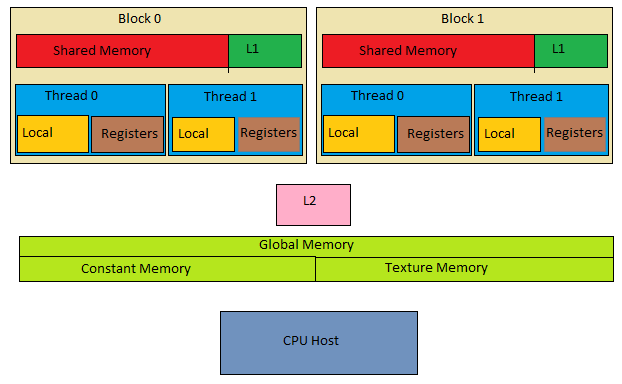 Block 0
Block 1
Shared Memory
L1
Shared Memory
L1
Thread 0
Thread 1
Thread 0
Thread 1
Local
Registers
Local
Registers
Local
Registers
Local
Registers
L2
Global Memory
Constant Memory
Texture Memory
CPU Host